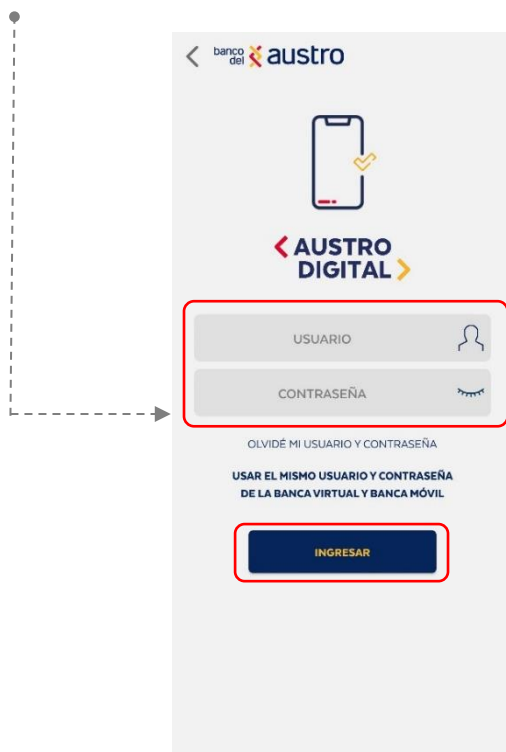 banco del austro
AUSTRO
DIGITAL
USUARIO
CONTRASEÑA
OLVIDÉ MI USUARIO Y CONTRASEÑA
USAR EL MISMO USUARIO Y CONTRASEÑA
DE LA BANCA VIRTUAL Y BANCA MÓVIL
INGRESAR